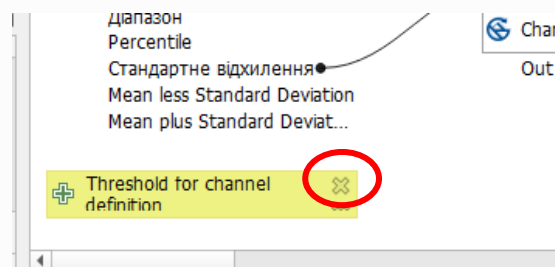 Діапазон
Percentile
Стандартне відхилення
Mean less Standard Deviation
Mean plus Standard Deviat...
Threshold for channel
definition
Out